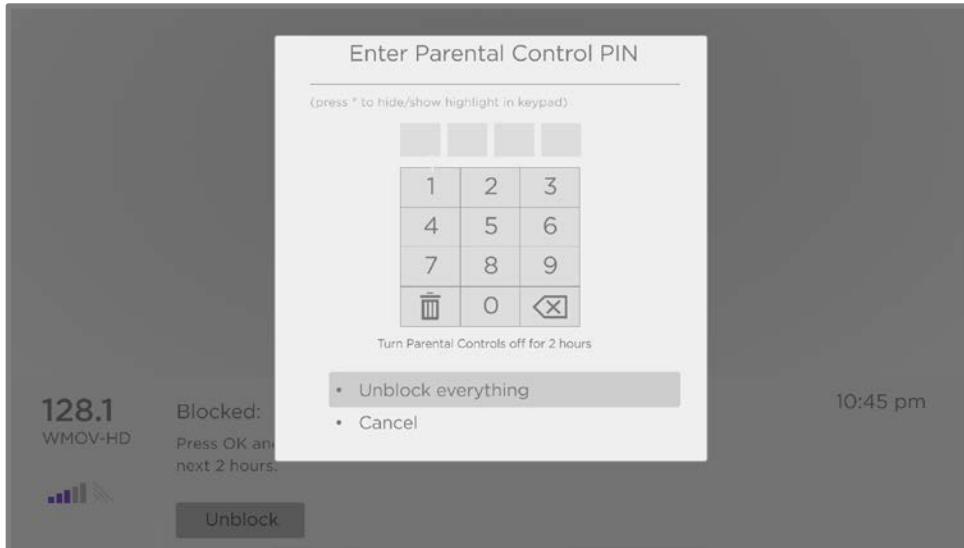 Enter Parental Control PIN
(press * to hide/show highlight in keypad)
1 2 3
4 5 6
7 8 9
0
Turn Parental Controls off for 2 hours
• Unblock everything
• Cancel
128.1
WMOV-HD
Blocked:
Press OK and
next 2 hours.
Unblock
10:45 pm